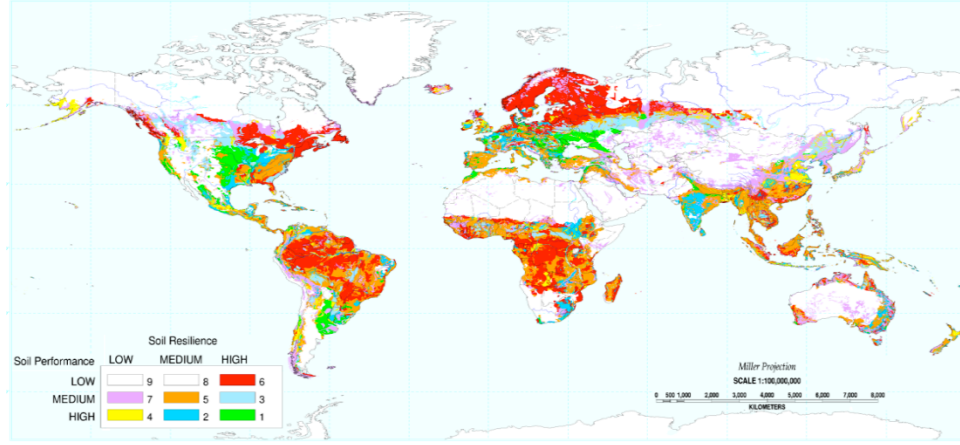 Soil Resilience
Soil Performance LOW MEDIUM HIGH
LOW 9 8 6
MEDIUM 7 5 3
HIGH 4 2 1
Miller Projection
SCALE 1:100,000,000
0 500 1,000 2,000 3,000 4,000 5,000 6,000 7,000 8,000
KILOMETERS